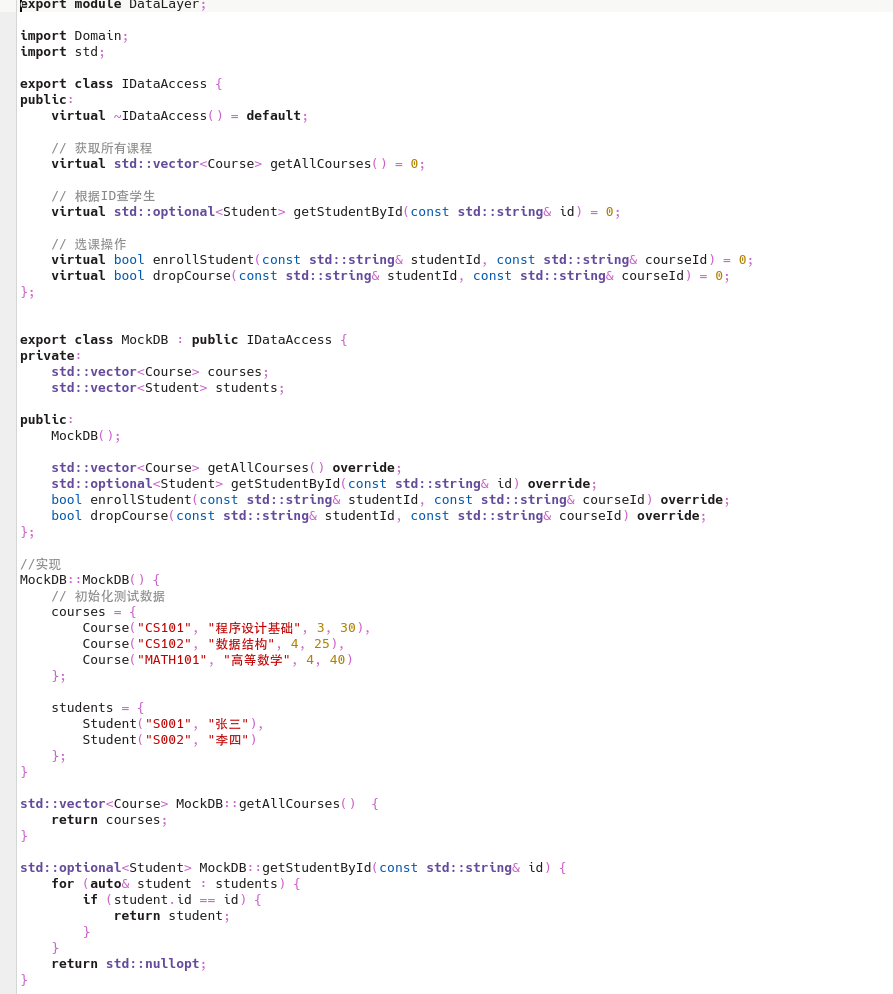 export module DataLayer;
import Domain;
import std;
export class IDataAccess {
public:
    virtual ~IDataAccess() = default;
    // 获取所有课程
    virtual std::vector<Course> getAllCourses() = 0;
    // 根据ID查学生
    virtual std::optional<Student> getStudentById(const std::string& id) = 0;
    // 选课操作
    virtual bool enrollStudent(const std::string& studentId, const std::string& courseId) = 0;
    virtual bool dropCourse(const std::string& studentId, const std::string& courseId) = 0;
};
export class MockDB : public IDataAccess {
private:
    std::vector<Course> courses;
    std::vector<Student> students;
public:
    MockDB();
    std::vector<Course> getAllCourses() override;
    std::optional<Student> getStudentById(const std::string& id) override;
    bool enrollStudent(const std::string& studentId, const std::string& courseId) override;
    bool dropCourse(const std::string& studentId, const std::string& courseId) override;
};
//实现
MockDB::MockDB() {
    // 初始化测试数据
    courses = {
        Course("CS101", "程序设计基础", 3, 30),
        Course("CS102", "数据结构", 4, 25),
        Course("MATH101", "高等数学", 4, 40)
    };
    students = {
        Student("S001", "张三"),
        Student("S002", "李四")
    };
}
std::vector<Course> MockDB::getAllCourses()  {
    return courses;
}
std::optional<Student> MockDB::getStudentById(const std::string& id) {
    for (auto& student : students) {
        if (student.id == id) {
            return student;
        }
    }
    return std::nullopt;
}